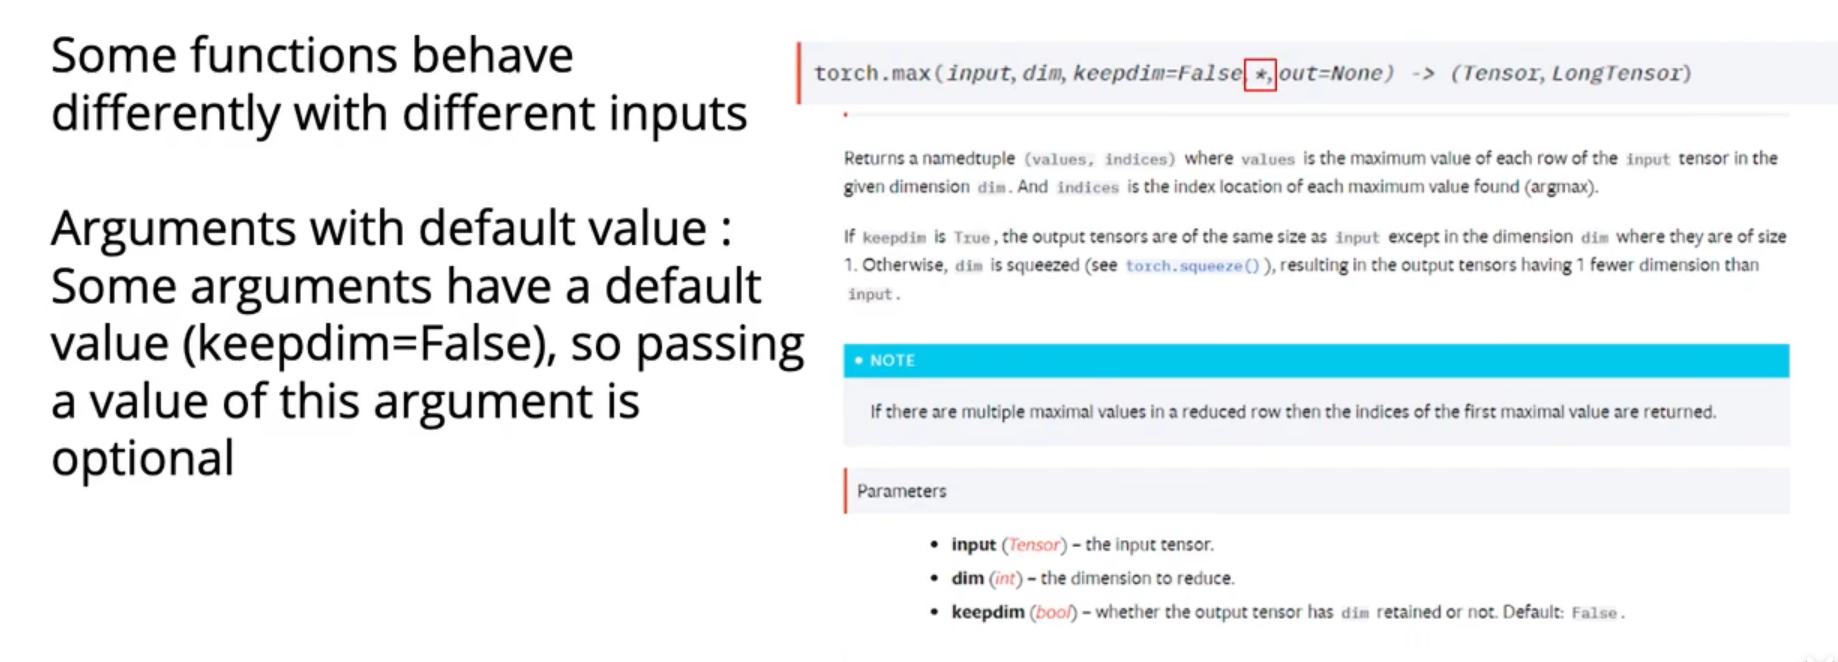 Some functions behave
differently with different inputs
Arguments with default value :
Some arguments have a default
value (keepdim=False), so passing
a value of this argument is
optional
torch.max(input, dim, keepdim=False *, out=None) -> (Tensor, LongTensor)
Returns a namedtuple (values, indices) where values is the maximum value of each row of the input tensor in the
given dimension dim. And indices is the index location of each maximum value found (argmax).
If keepdim is True, the output tensors are of the same size as input except in the dimension dim where they are of size
1. Otherwise, dim is squeezed (see torch.squeeze() ), resulting in the output tensors having 1 fewer dimension than
input.
• NOTE
If there are multiple maximal values in a reduced row then the indices of the first maximal value are returned.
Parameters
• input (Tensor) – the input tensor.
• dim (int) – the dimension to reduce.
• keepdim (bool) – whether the output tensor has dim retained or not. Default: False.